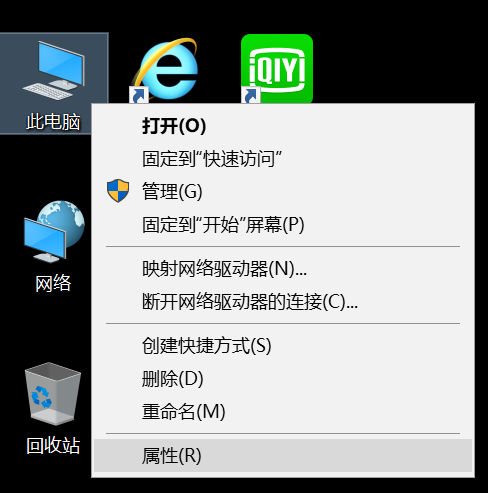 iQIYI
此电脑
打开(O)
固定到“快速访问”
管理(G)
固定到“开始”屏幕(P)
映射网络驱动器(N)...
断开网络驱动器的连接(C)...
创建快捷方式(S)
删除(D)
重命名(M)
属性(R)
网络
回收站